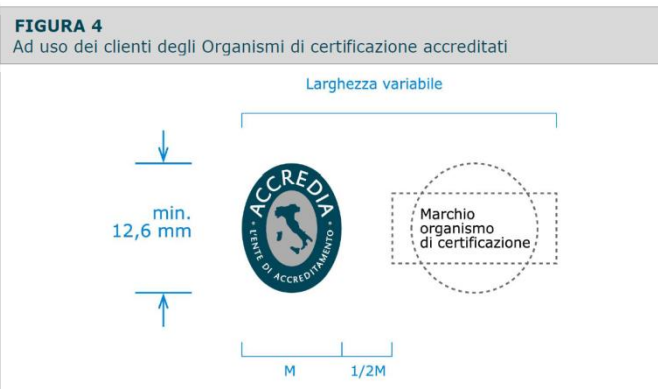 FIGURA 4
Ad uso dei clienti degli Organismi di certificazione accreditati
Larghezza variabile
min.
12,6 mm
ACCREDIA
L'ENTE DI ACCREDITAMENTO
Marchio
organismo
di certificazione
M
1/2M